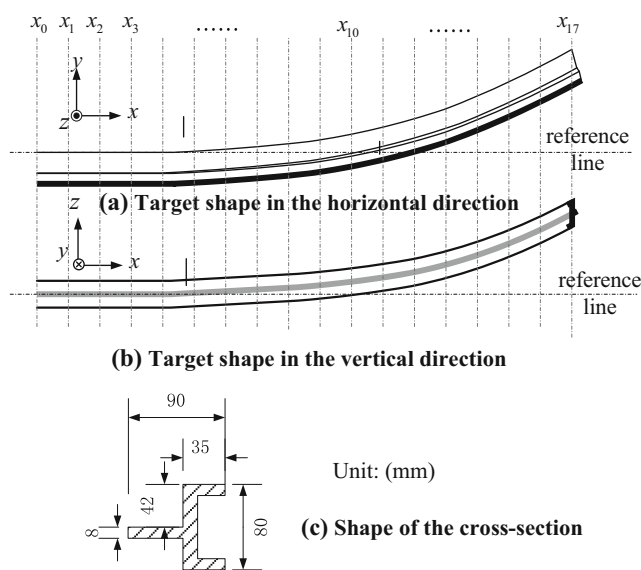 x0 x1 x2 x3 ...... x10 ...... x17
y
z x
reference
line
(a) Target shape in the horizontal direction
z
y x
reference
line
(b) Target shape in the vertical direction
90
35
Unit: (mm)
42
8
80
(c) Shape of the cross-section